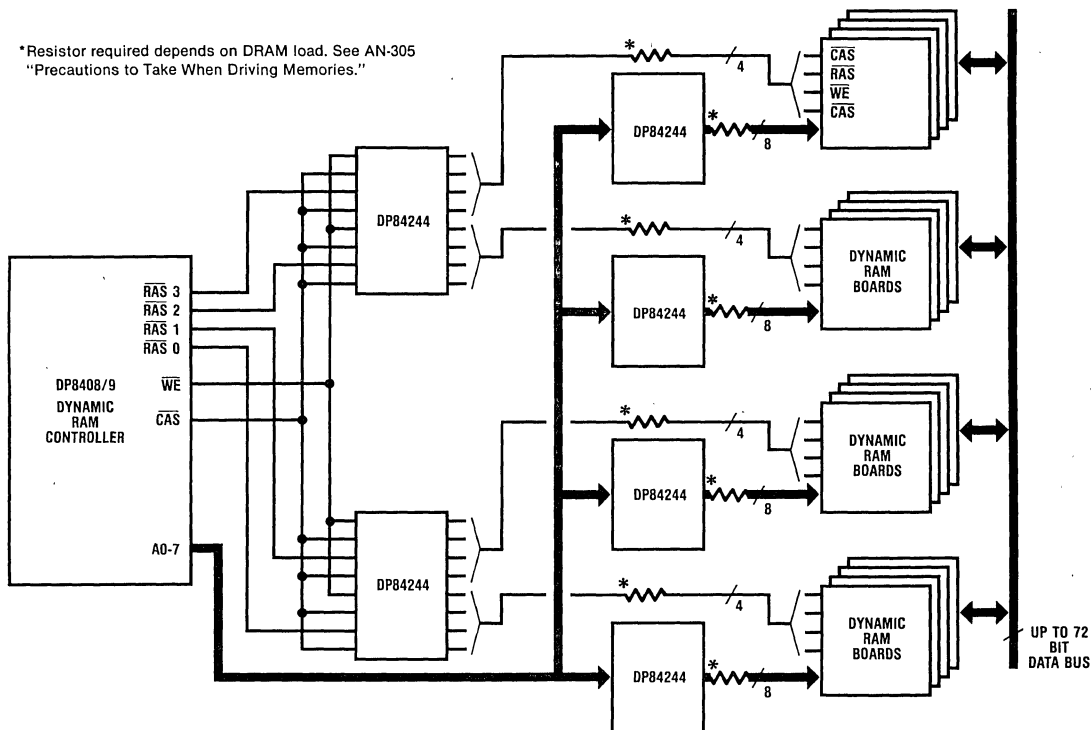 *Resistor required depends on DRAM load. See AN-305
"Precautions to Take When Driving Memories."
*
4
CAS
RAS
WE
CAS
DP84244
*
8
DP84244
*
4
DP84244
*
8
DYNAMIC
RAM
BOARDS
RAS 3
RAS 2
RAS 1
RAS 0
WE
CAS
A0-7
DP8408/9
DYNAMIC
RAM
CONTROLLER
*
4
DP84244
*
8
DYNAMIC
RAM
BOARDS
DP84244
*
4
DP84244
*
8
DYNAMIC
RAM
BOARDS
UP TO 72
BIT
DATA BUS